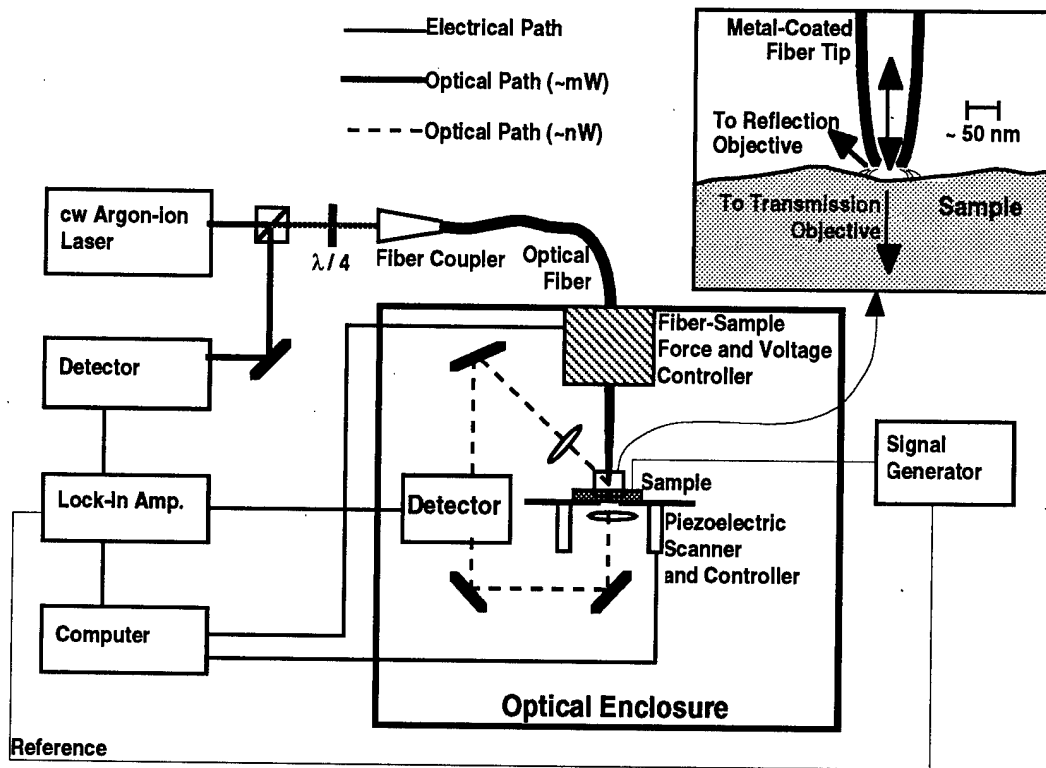 Electrical Path
Optical Path (~mW)
Optical Path (~nW)
Metal-Coated
Fiber Tip
To Reflection
Objective
~ 50 nm
To Transmission
Objective
Sample
cw Argon-ion
Laser
λ / 4
Fiber Coupler
Optical
Fiber
Detector
Fiber-Sample
Force and Voltage
Controller
Signal
Generator
Lock-In Amp.
Detector
Sample
Piezoelectric
Scanner
and Controller
Computer
Optical Enclosure
Reference